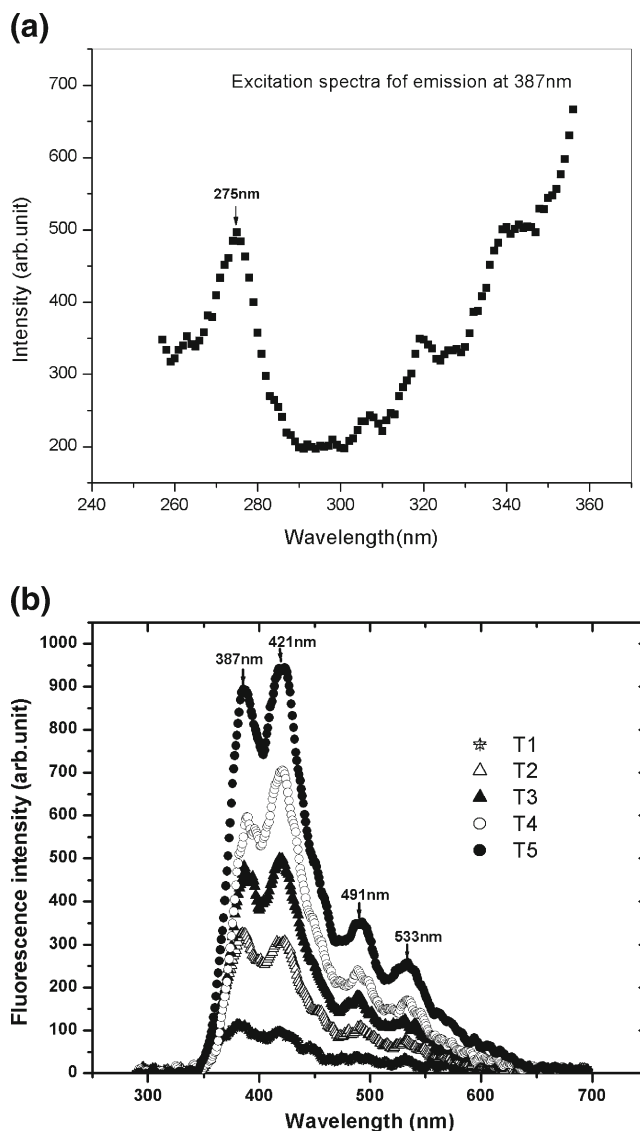 (a)
700
600
500
400
300
200
Intensity (arb.unit)
Excitation spectra fof emission at 387nm
275nm
240 260 280 300 320 340 360
Wavelength(nm)
(b)
1000
900
800
700
600
500
400
300
200
100
0
Fluorescence intensity (arb.unit)
387nm
421nm
491nm
533nm
T1
T2
T3
T4
T5
300 400 500 600 700
Wavelength (nm)